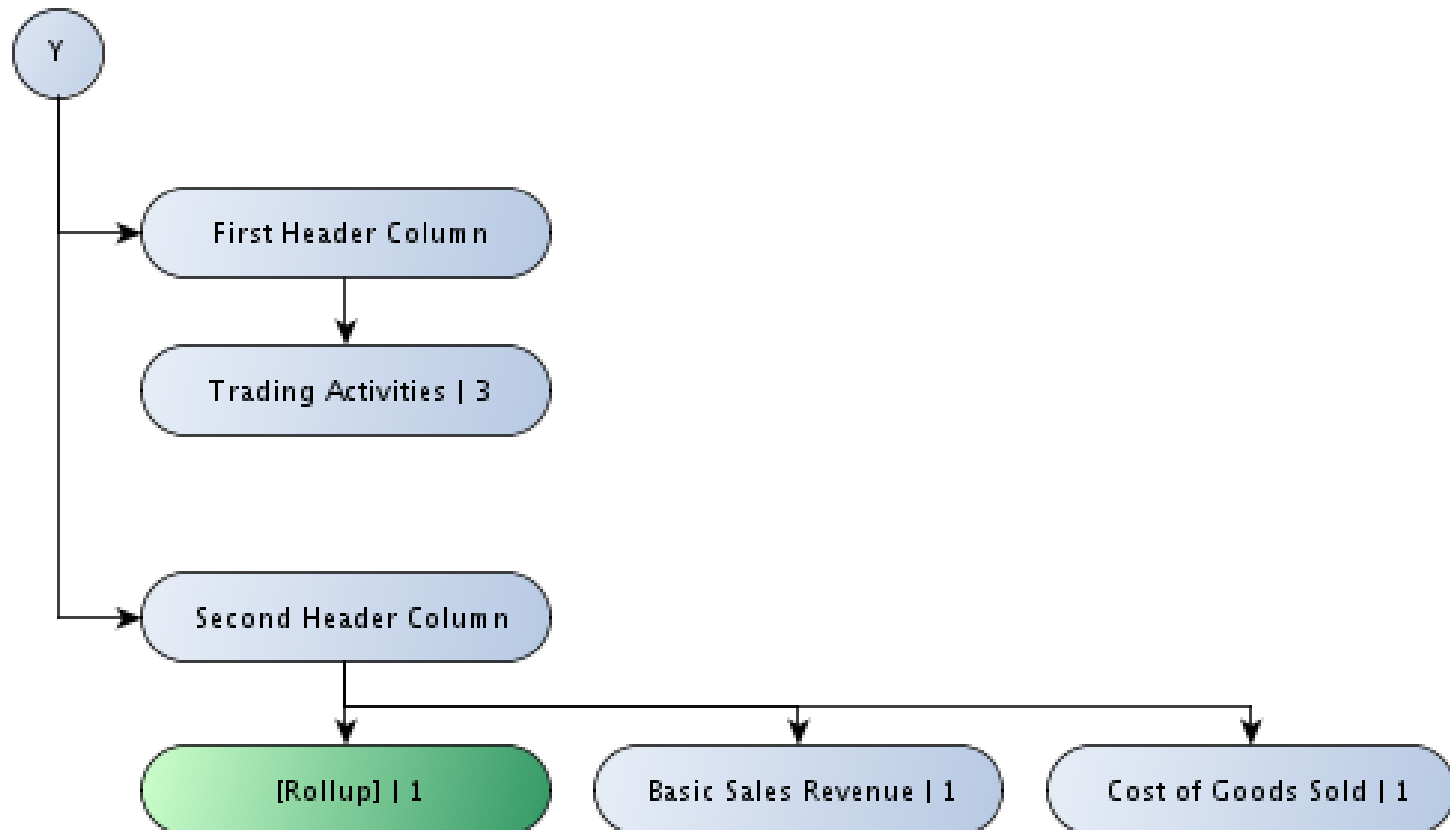 Y
First Header Column
Trading Activities | 3
Second Header Column
[Rollup] | 1
Basic Sales Revenue | 1
Cost of Goods Sold | 1